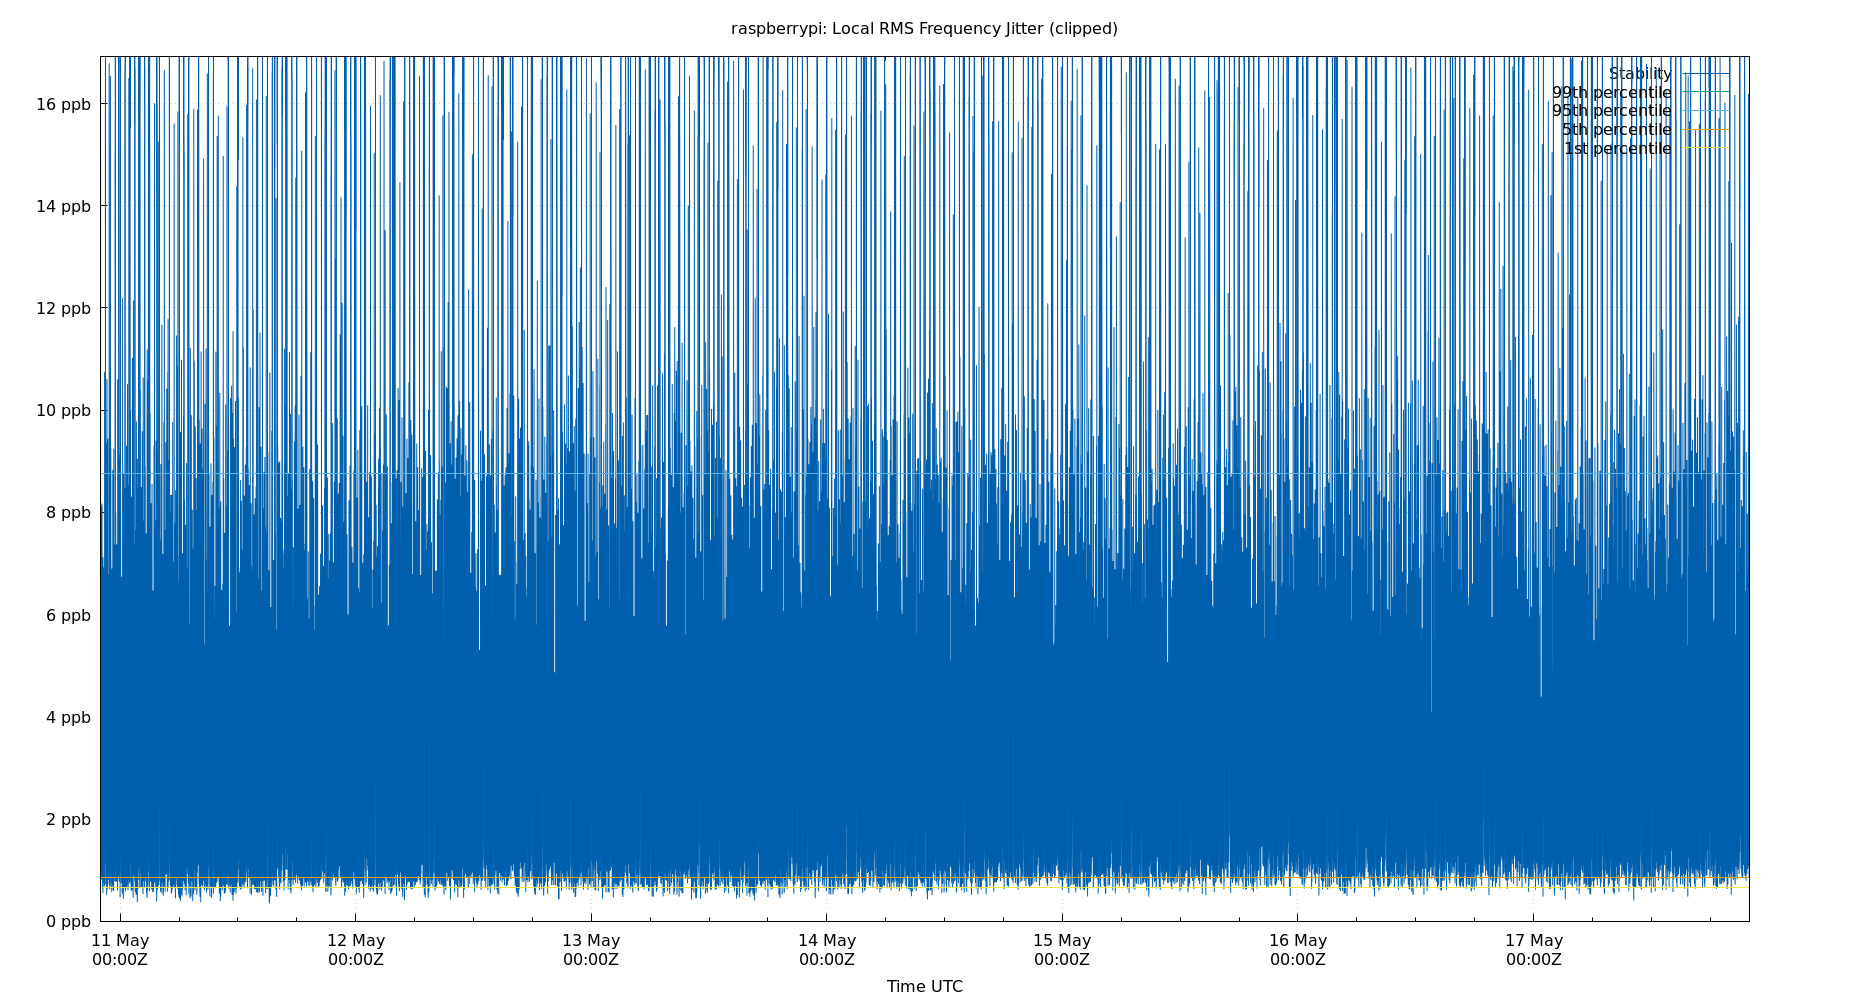 raspberrypi: Local RMS Frequency Jitter (clipped)
Stability
99th percentile
95th percentile
5th percentile
1st percentile
16 ppb
14 ppb
12 ppb
10 ppb
8 ppb
6 ppb
4 ppb
2 ppb
0 ppb
11 May 12 May 13 May 14 May 15 May 16 May 17 May
00:00Z 00:00Z 00:00Z 00:00Z 00:00Z 00:00Z 00:00Z
Time UTC